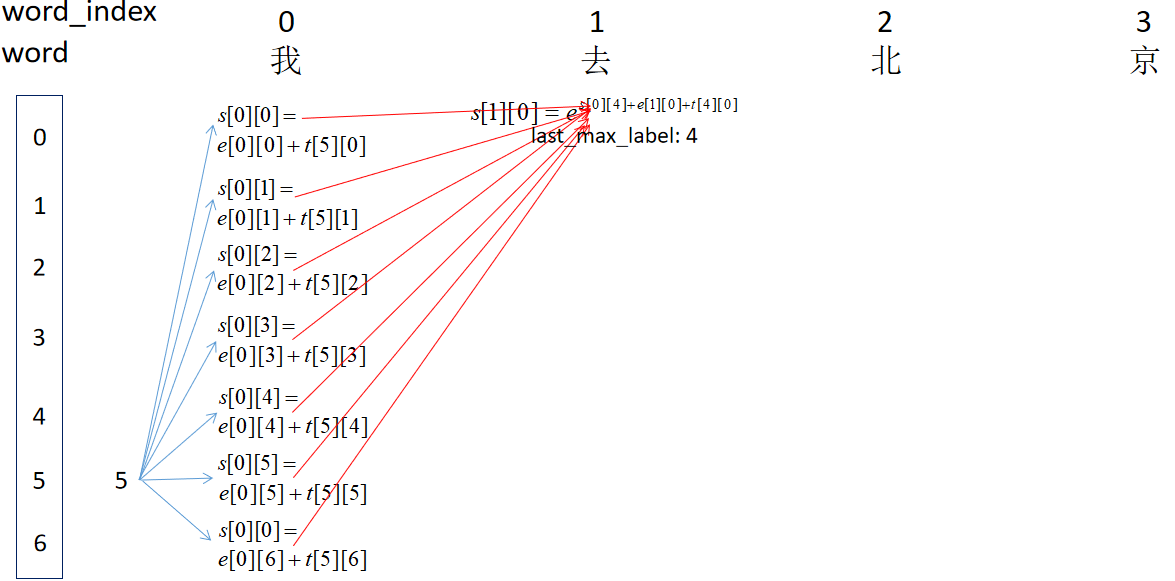 word_index 0 1 2 3
word 我 去 北 京
s[0][0] =
s[1][0] = e^[0][4]+e[1][0]+t[4][0]
0 e[0][0] + t[5][0]
last_max_label: 4
s[0][1] =
1 e[0][1] + t[5][1]
s[0][2] =
2 e[0][2] + t[5][2]
s[0][3] =
3 e[0][3] + t[5][3]
s[0][4] =
4 e[0][4] + t[5][4]
s[0][5] =
5 5 e[0][5] + t[5][5]
s[0][0] =
6 e[0][6] + t[5][6]